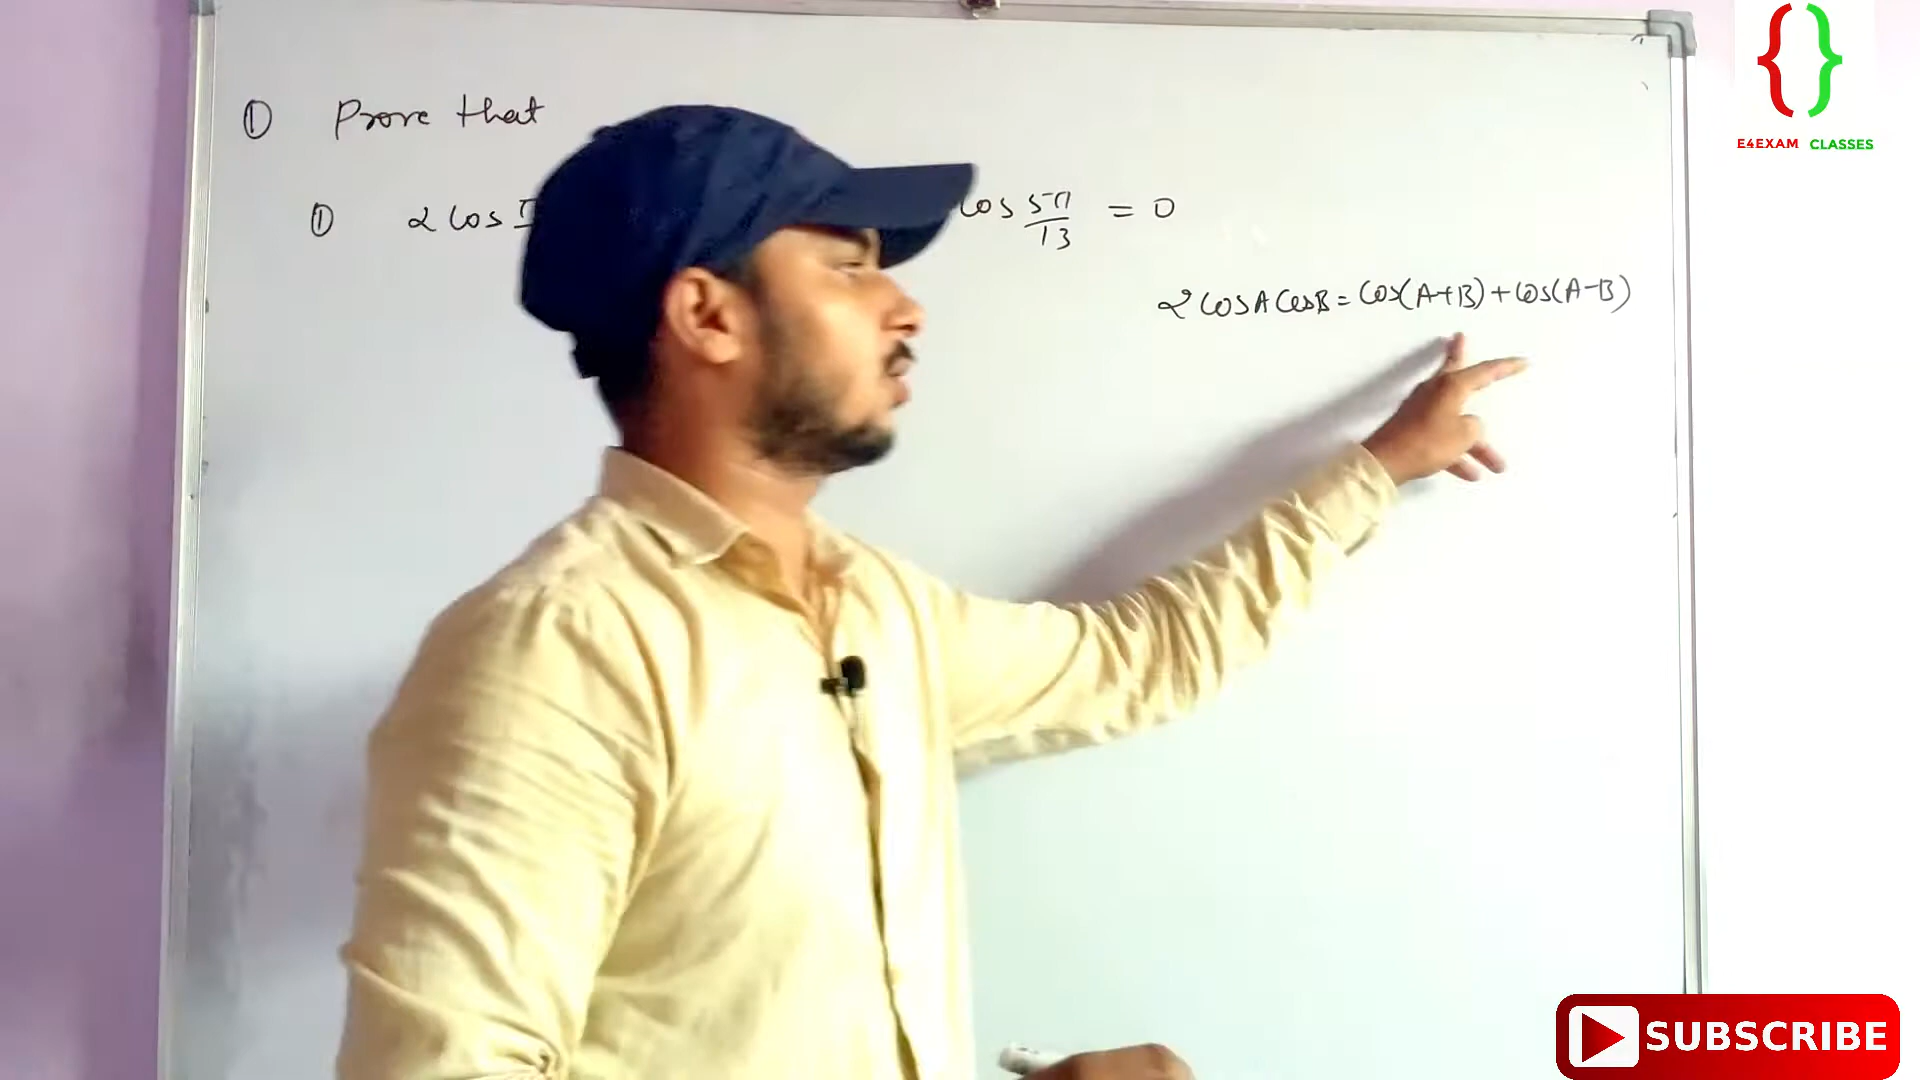 ① Prove that
① 2 cos π cos 5π/13 = 0
2 cos A cos B = cos(A+B) + cos(A-B)
{}
E4EXAM CLASSES
SUBSCRIBE